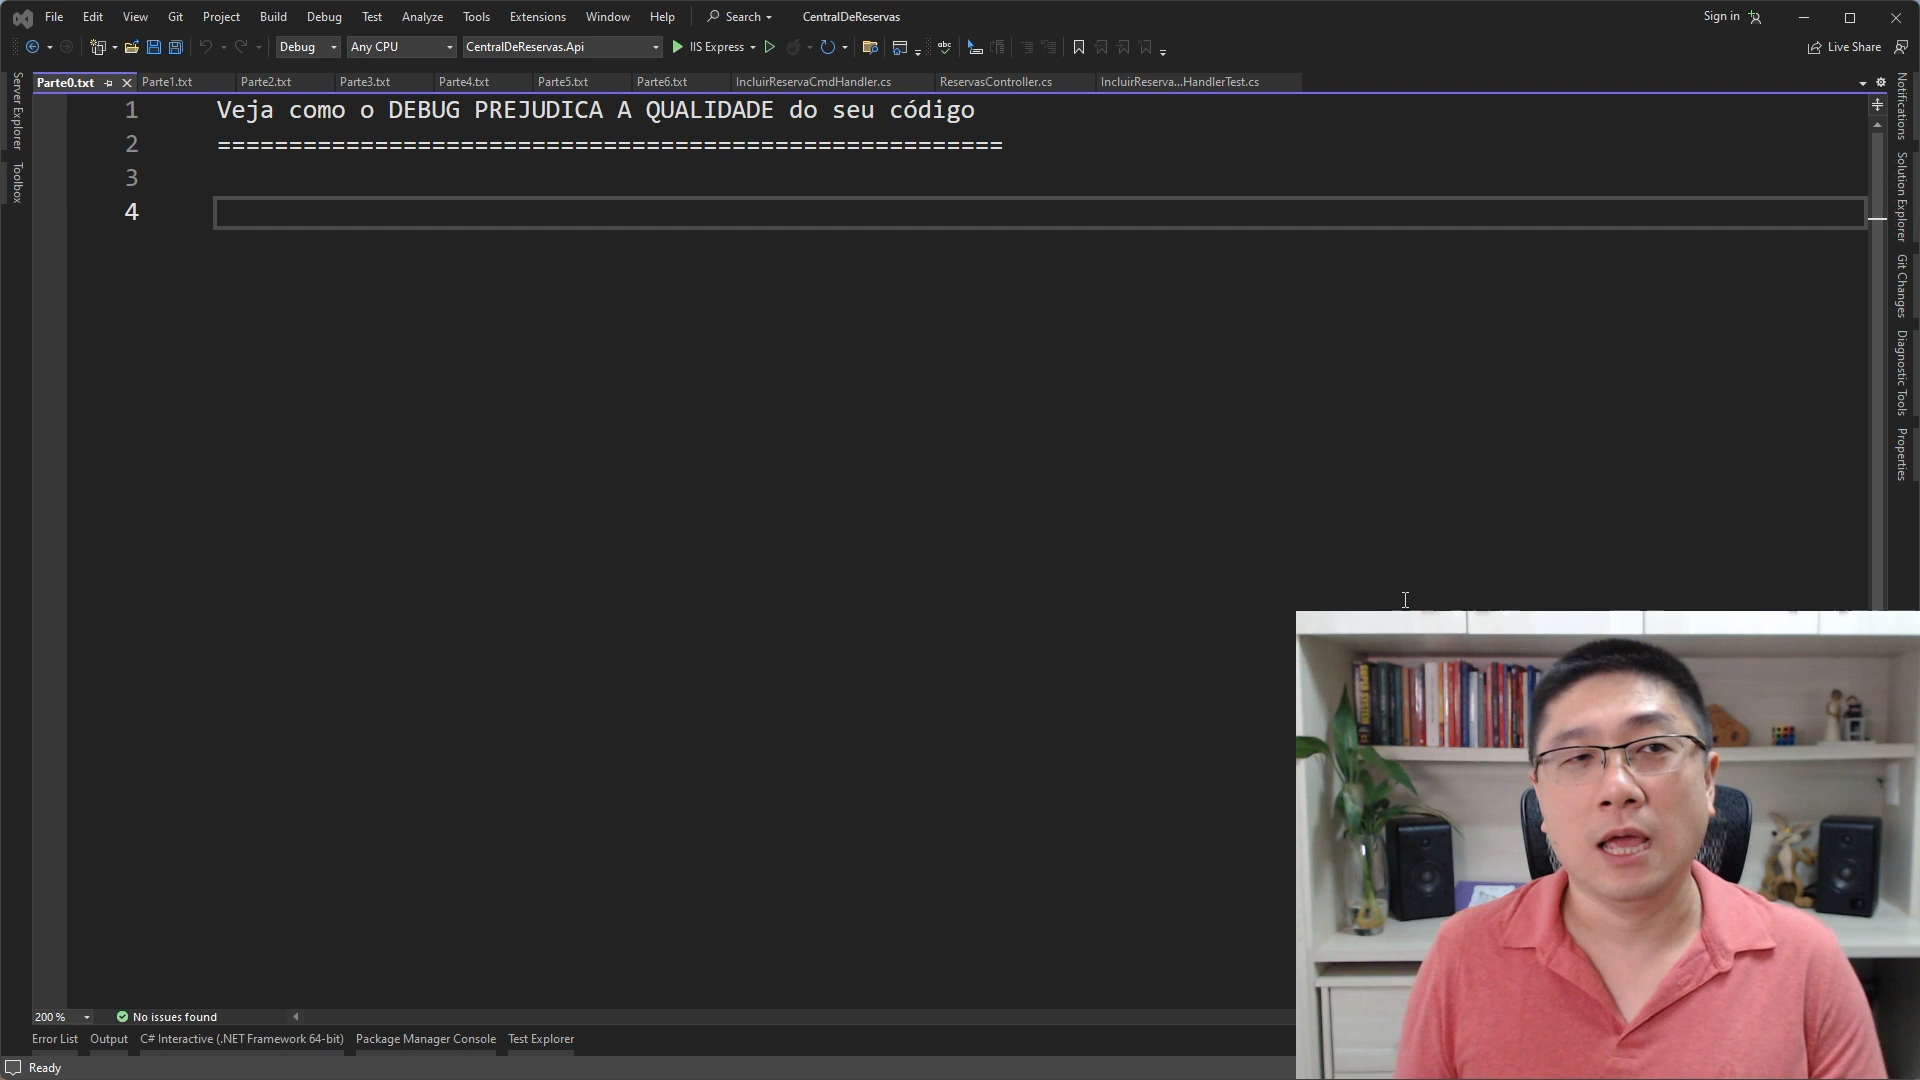 File Edit View Git Project Build Debug Test Analyze Tools Extensions Window Help Search CentralDeReservas Sign in
Debug Any CPU CentralDeReservas.Api IIS Express abc Live Share
Parte0.txt Parte1.txt Parte2.txt Parte3.txt Parte4.txt Parte5.txt Parte6.txt IncluirReservaCmdHandler.cs ReservasController.cs IncluirReserva...HandlerTest.cs
Server Explorer
Toolbox
1 Veja como o DEBUG PREJUDICA A QUALIDADE do seu código
2 =======================================================
3
4
Notifications
Solution Explorer
Git Changes
Diagnostic Tools
Properties
200 % No issues found
Error List Output C# Interactive (.NET Framework 64-bit) Package Manager Console Test Explorer
Ready